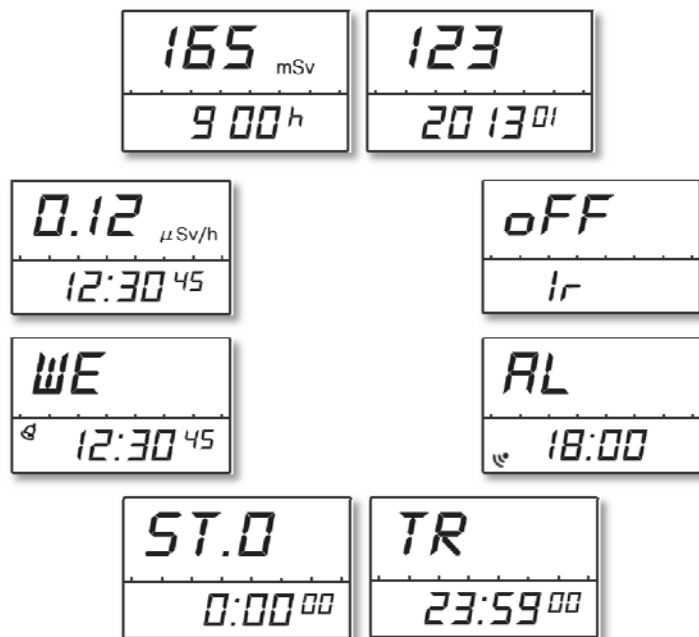 165 mSv
9 00 h
123
2013 01
0.12 µSv/h
12:30 45
oFF
Ir
WE
12:30 45
AL
18:00
ST.0
0:00 00
TR
23:59 00